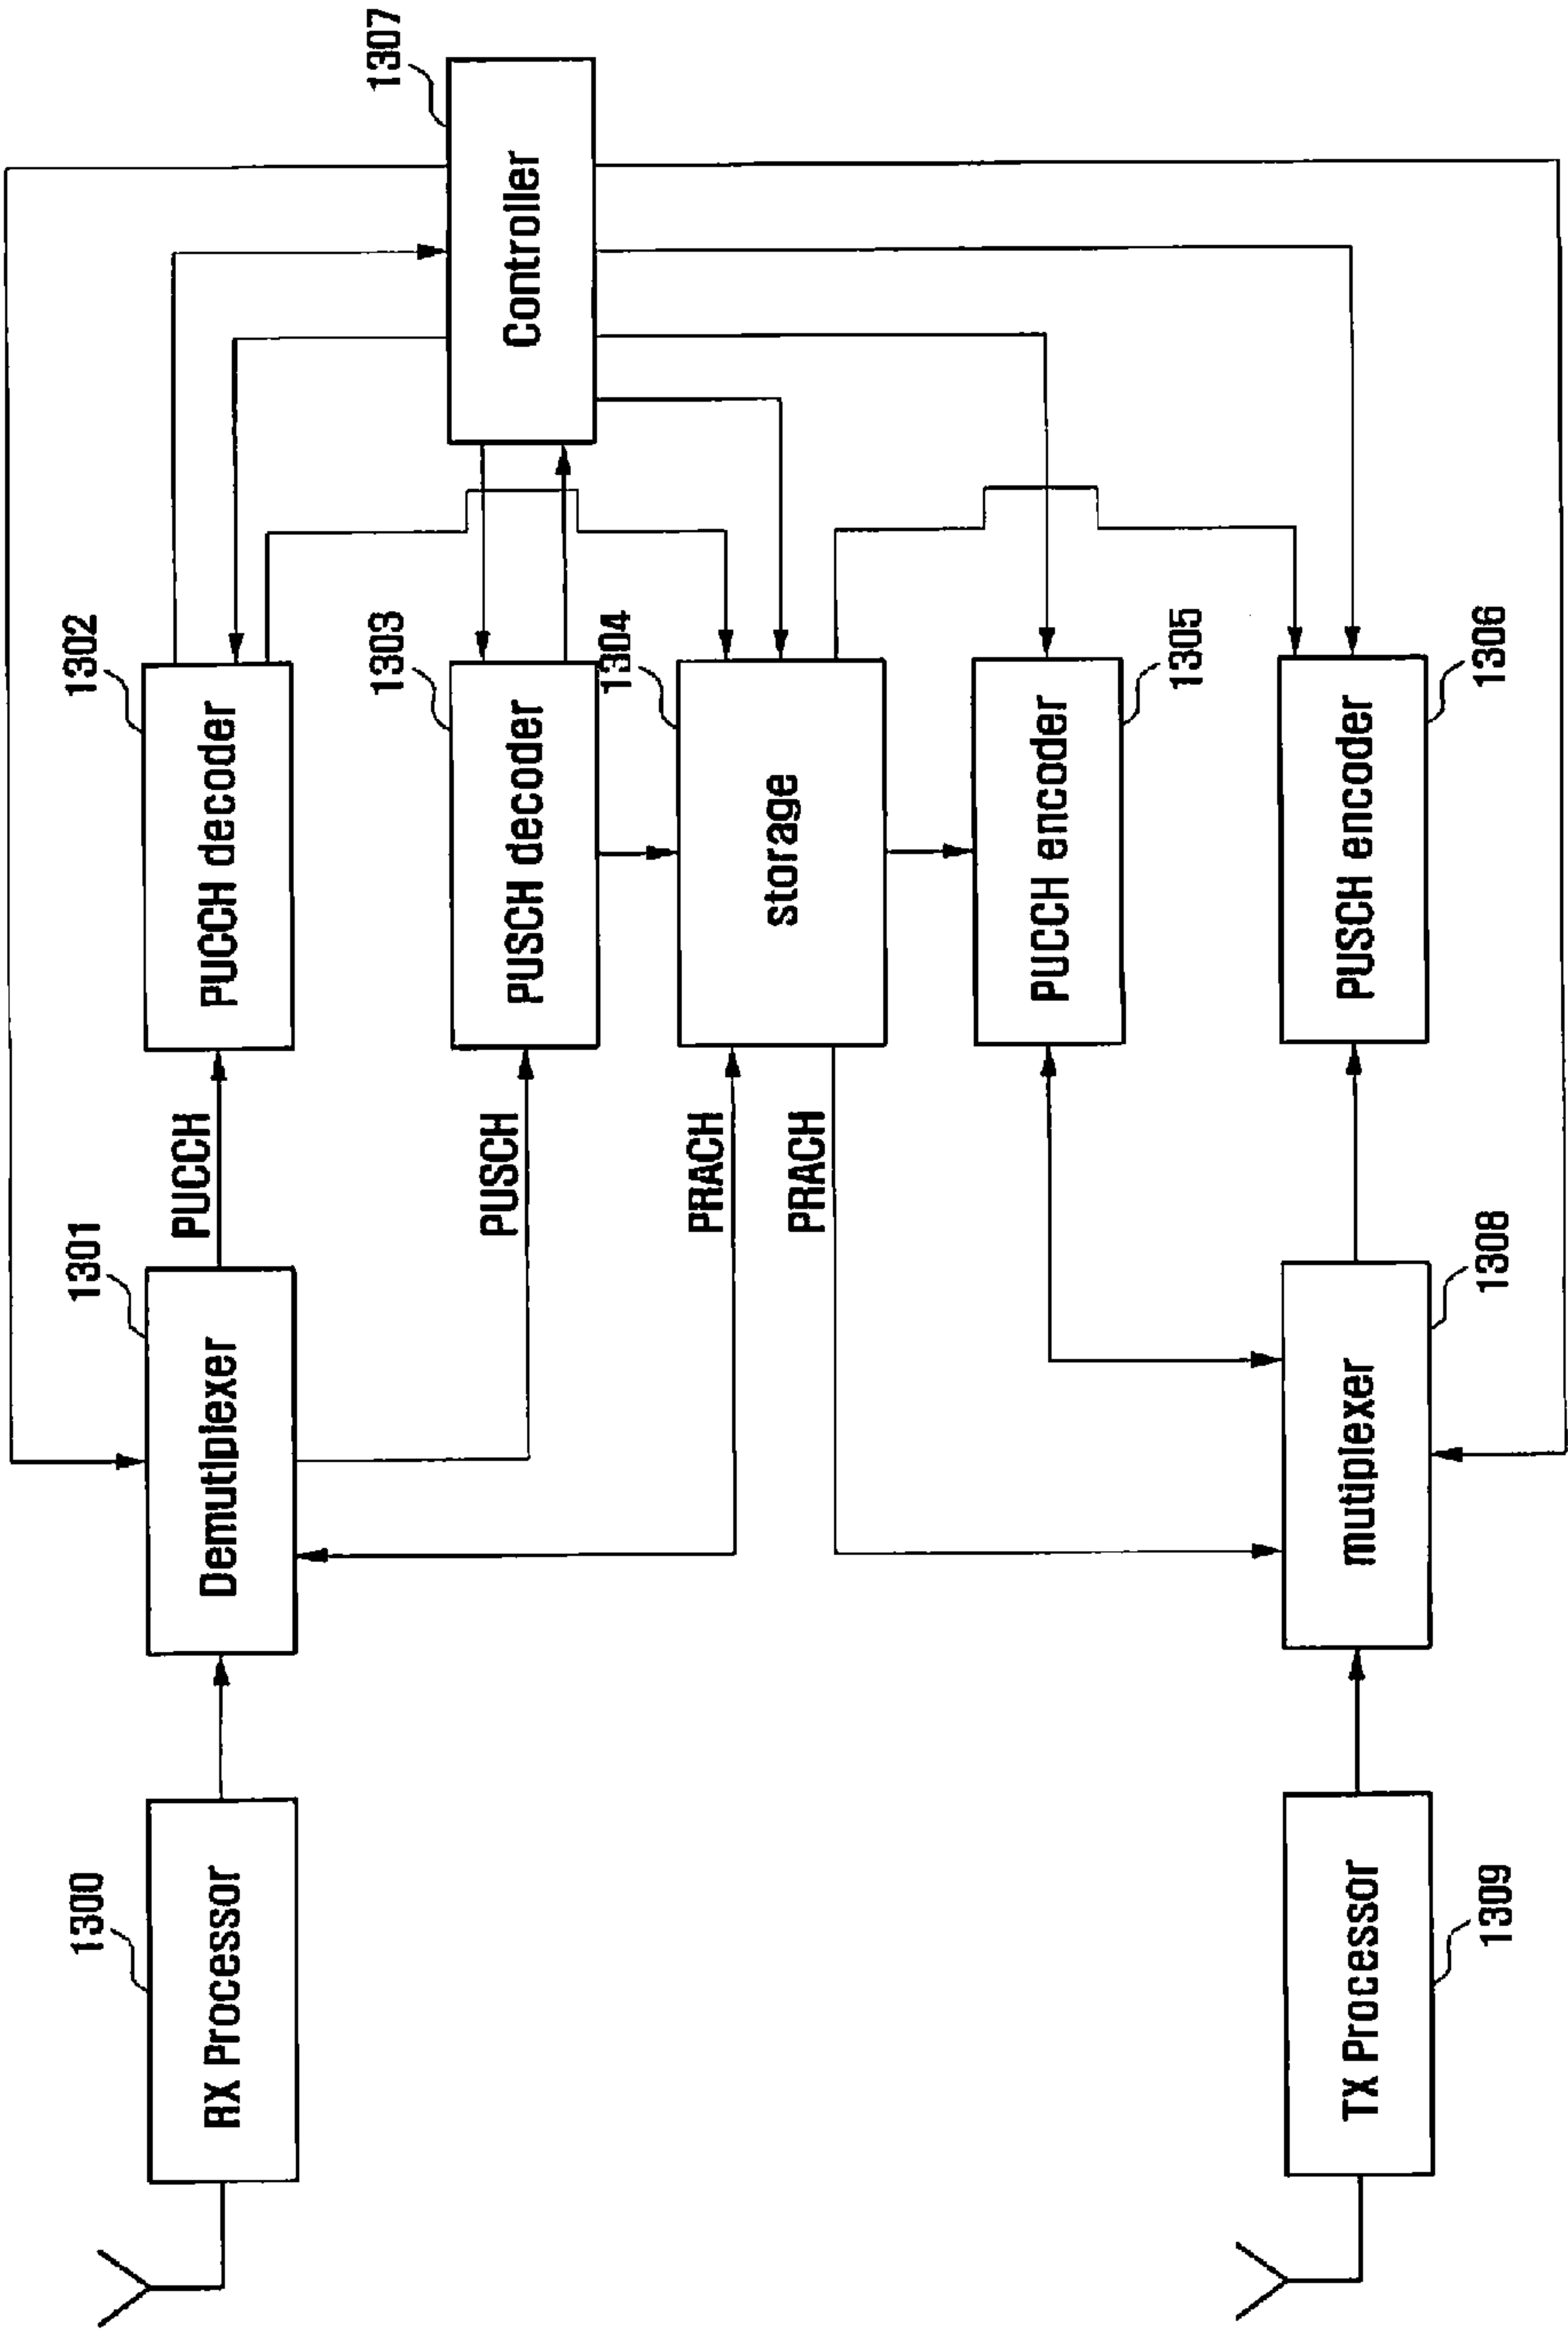 1300
RX Processor
1301
Demutiplexer
PUCCH
1302
PUCCH decoder
PUSCH
1303
PUSCH decoder
1307
Controller
PRACH
1304
storage
PRACH
PUCCH encoder
1305
PUSCH encoder
1306
mutiplexer
1308
TX Processor
1309